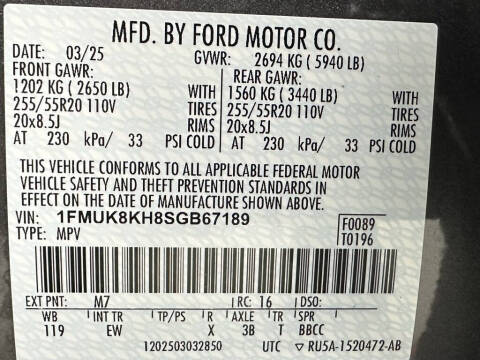 MFD. BY FORD MOTOR CO.
DATE: 03/25 GVWR: 2694 KG ( 5940 LB)
FRONT GAWR: REAR GAWR:
1202 KG ( 2650 LB) WITH 1560 KG ( 3440 LB) WITH
255/55R20 110V TIRES 255/55R20 110V TIRES
20x8.5J RIMS 20x8.5J RIMS
AT 230 kPa/ 33 PSI COLD AT 230 kPa/ 33 PSI COLD
THIS VEHICLE CONFORMS TO ALL APPLICABLE FEDERAL MOTOR
VEHICLE SAFETY AND THEFT PREVENTION STANDARDS IN
EFFECT ON THE DATE OF MANUFACTURE SHOWN ABOVE.
VIN: 1FMUK8KH8SGB67189 F0089
TYPE: MPV T0196
EXT PNT: M7 RC: 16 DSO:
WB INT TR TP/PS R AXLE TR SPR
119 EW X 3B T BBCC
1202503032850 UTC ▽ RU5A-1520472-AB